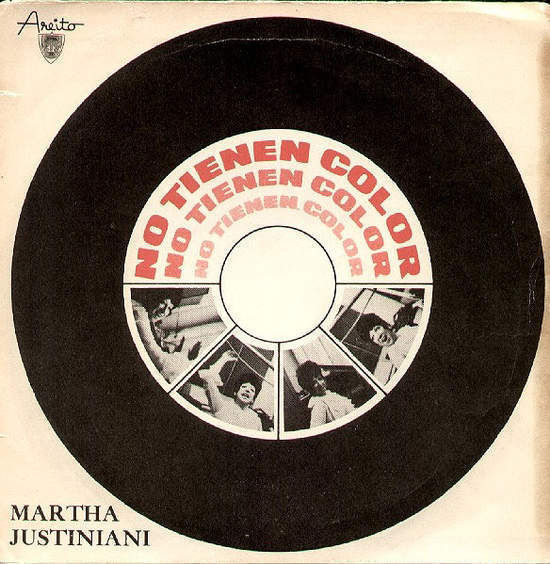 Areito
NO TIENEN COLOR
NO TIENEN COLOR
NO TIENEN COLOR
MARTHA
JUSTINIANI